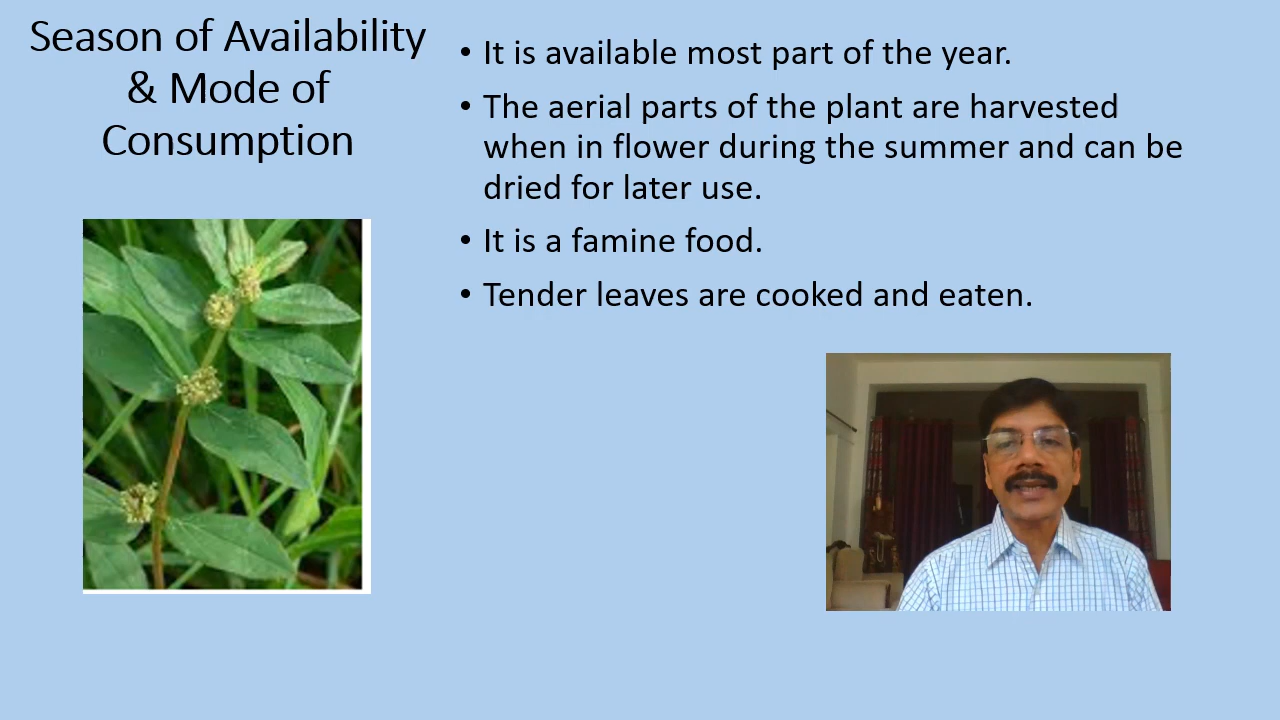 Season of Availability
& Mode of
Consumption
• It is available most part of the year.
• The aerial parts of the plant are harvested
when in flower during the summer and can be
dried for later use.
• It is a famine food.
• Tender leaves are cooked and eaten.